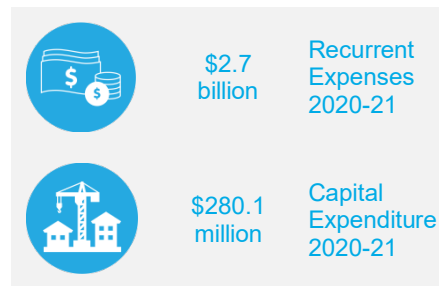 $
$
$2.7
billion
Recurrent
Expenses
2020-21
$280.1
million
Capital
Expenditure
2020-21